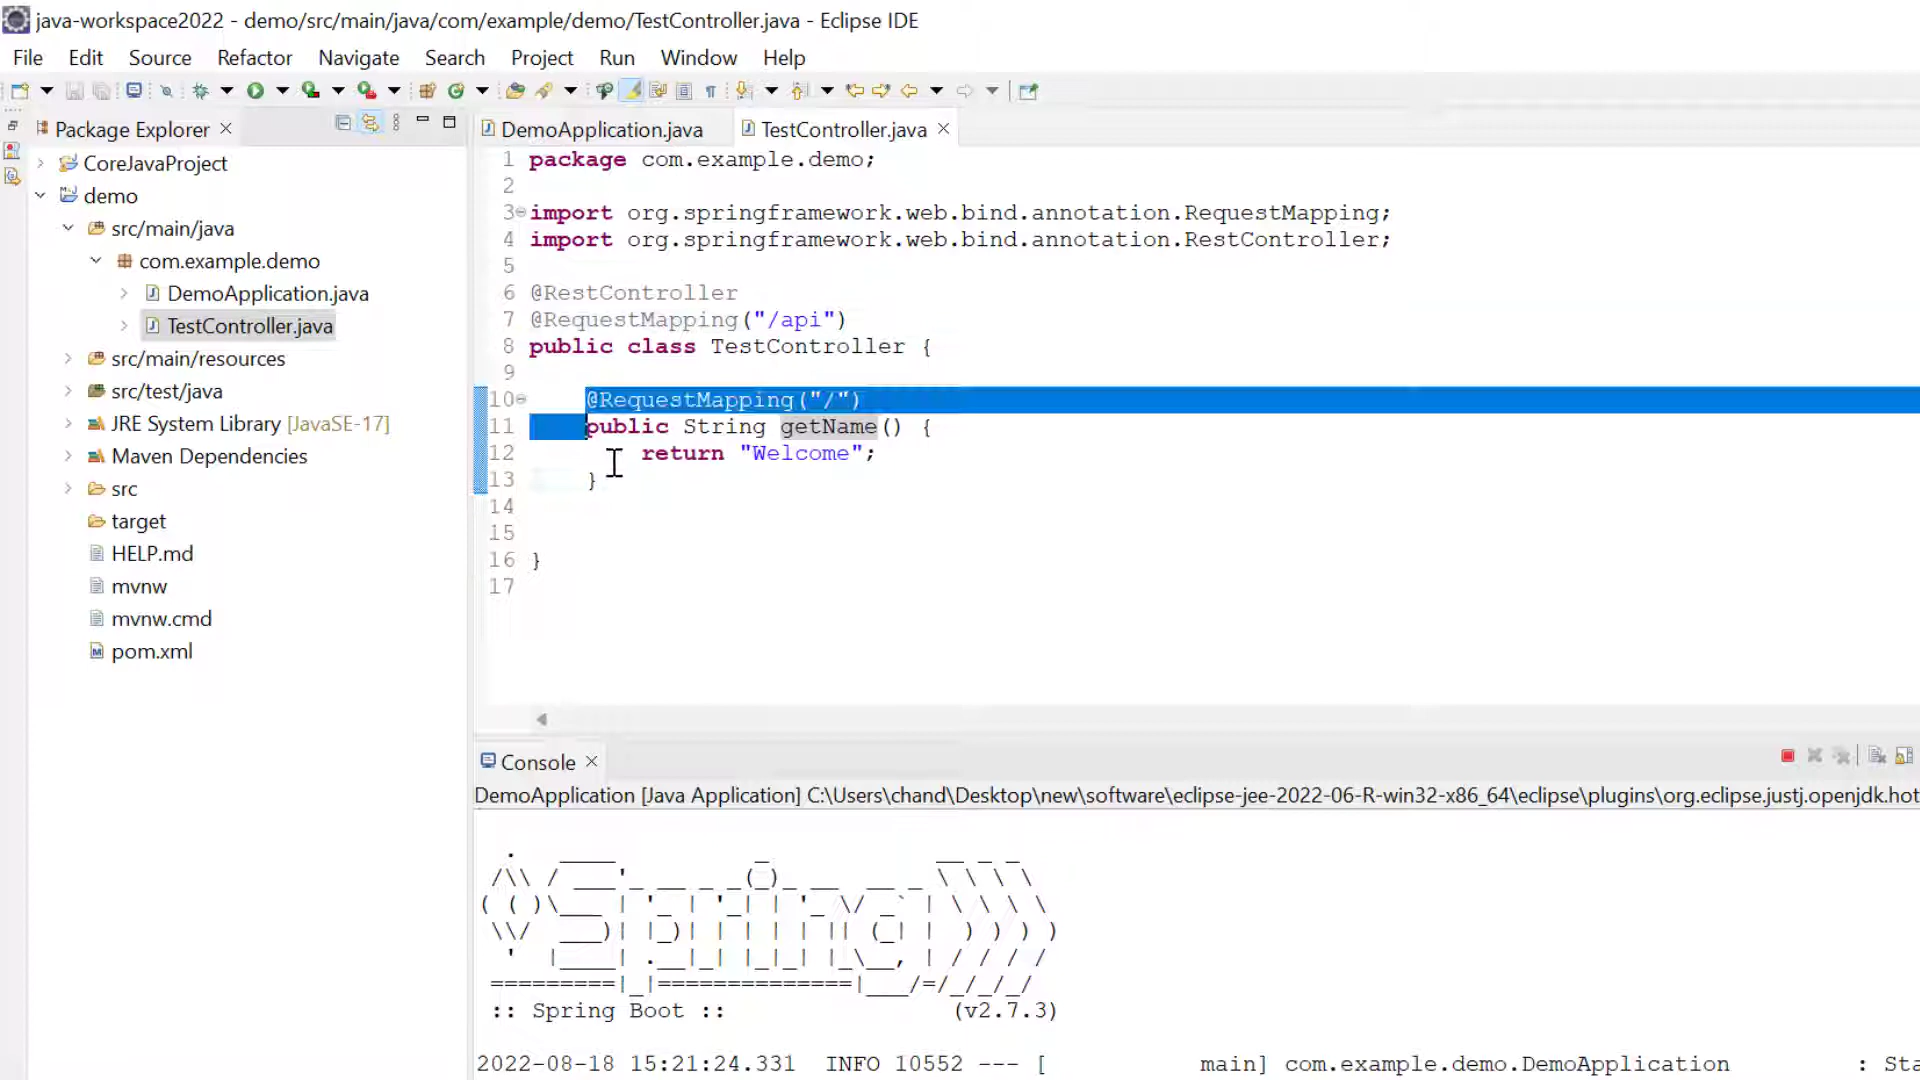 java-workspace2022 - demo/src/main/java/com/example/demo/TestController.java - Eclipse IDE
File Edit Source Refactor Navigate Search Project Run Window Help
Package Explorer
CoreJavaProject
demo
src/main/java
com.example.demo
DemoApplication.java
TestController.java
src/main/resources
src/test/java
JRE System Library [JavaSE-17]
Maven Dependencies
src
target
HELP.md
mvnw
mvnw.cmd
pom.xml
DemoApplication.java TestController.java
1 package com.example.demo;
2
3 import org.springframework.web.bind.annotation.RequestMapping;
4 import org.springframework.web.bind.annotation.RestController;
5
6 @RestController
7 @RequestMapping("/api")
8 public class TestController {
9
10 @RequestMapping("/")
11 public String getName() {
12 return "Welcome";
13 }
14
15
16 }
17
Console
DemoApplication [Java Application] C:\Users\chand\Desktop\new\software\eclipse-jee-2022-06-R-win32-x86_64\eclipse\plugins\org.eclipse.justj.openjdk.hot
Spring
:: Spring Boot :: (v2.7.3)
2022-08-18 15:21:24.331 INFO 10552 --- [ main] com.example.demo.DemoApplication : Sta